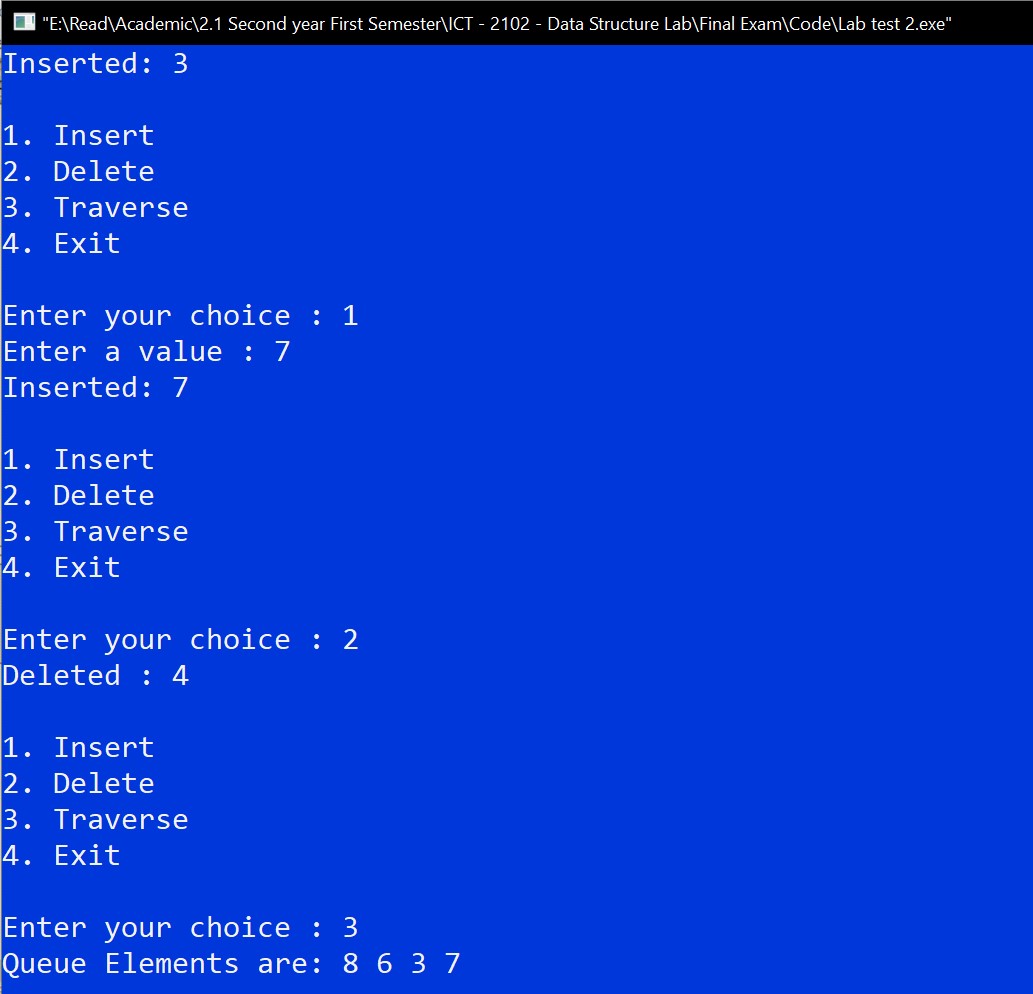 "E:\Read\Academic\2.1 Second year First Semester\ICT - 2102 - Data Structure Lab\Final Exam\Code\Lab test 2.exe"
Inserted: 3
1. Insert
2. Delete
3. Traverse
4. Exit
Enter your choice : 1
Enter a value : 7
Inserted: 7
1. Insert
2. Delete
3. Traverse
4. Exit
Enter your choice : 2
Deleted : 4
1. Insert
2. Delete
3. Traverse
4. Exit
Enter your choice : 3
Queue Elements are: 8 6 3 7